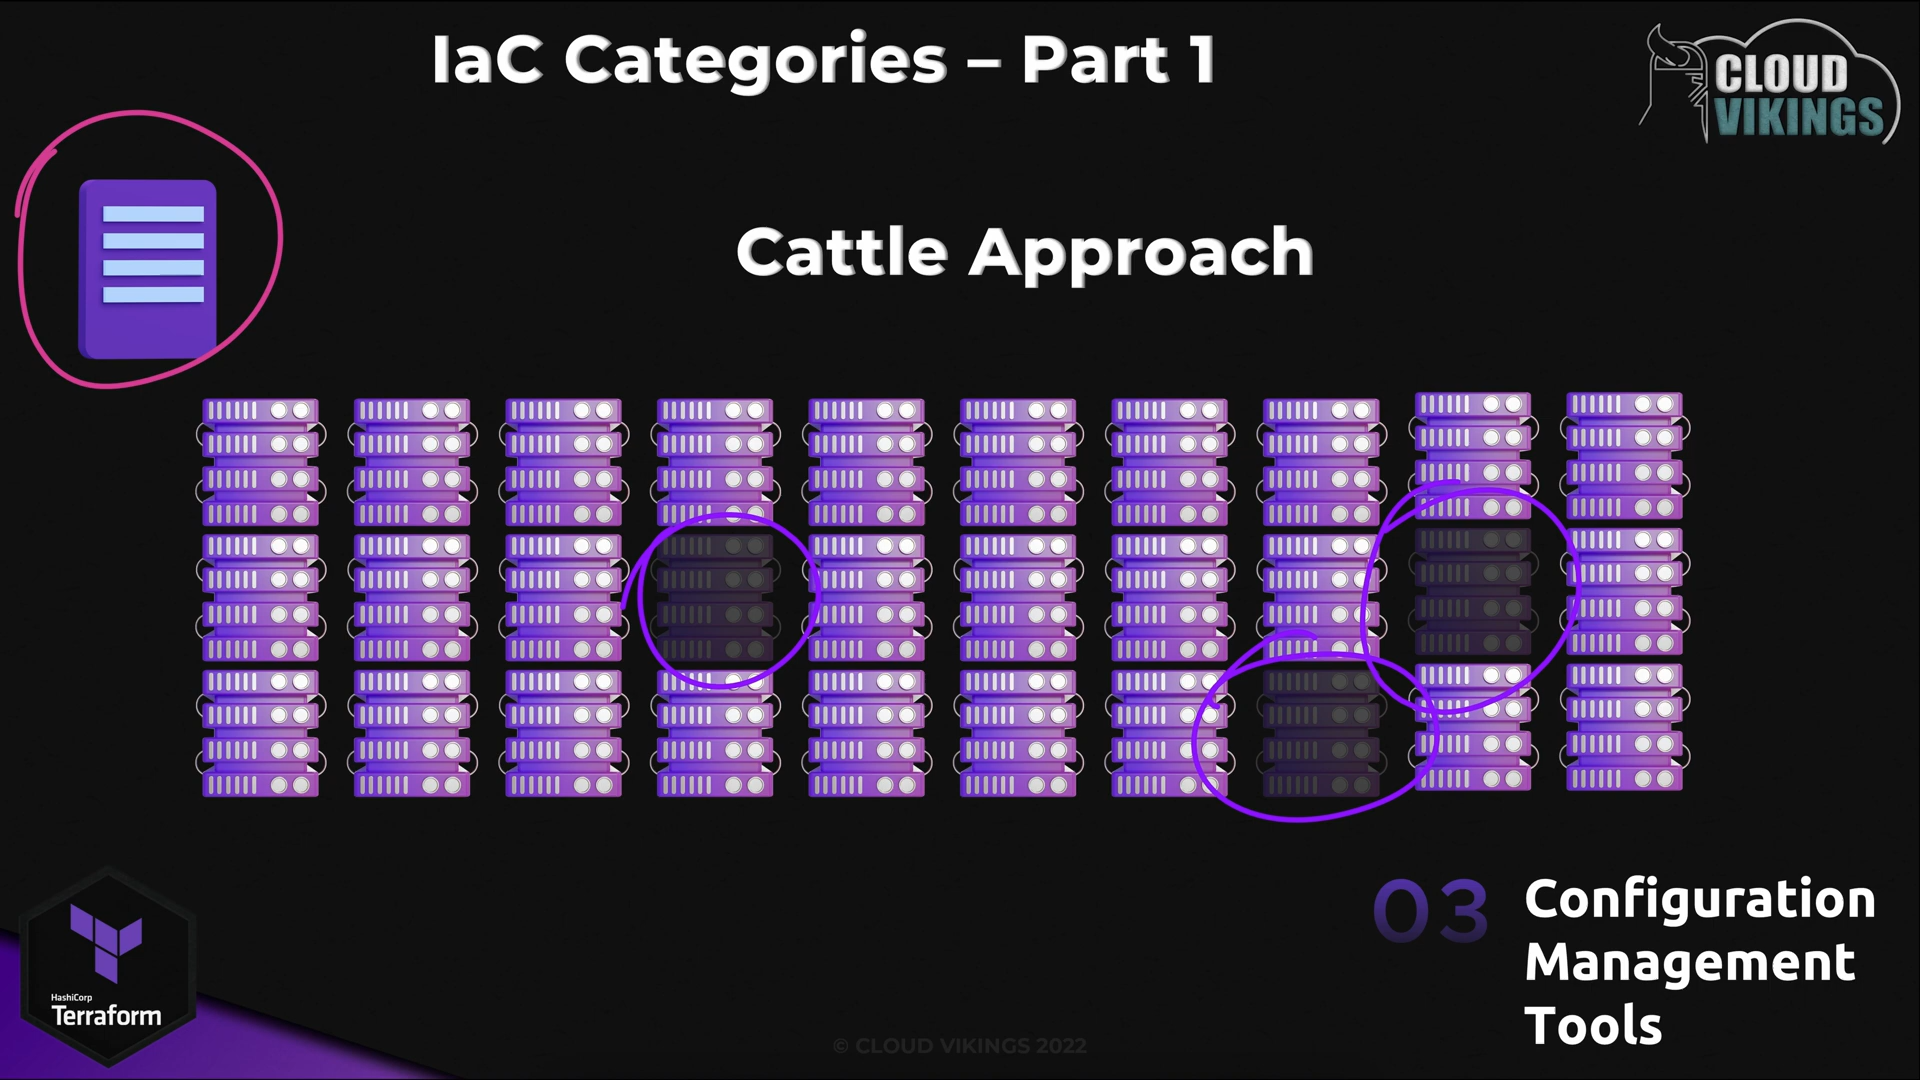 IaC Categories – Part 1
CLOUD
VIKINGS
Cattle Approach
03
Configuration
Management
Tools
HashiCorp
Terraform
© CLOUD VIKINGS 2022